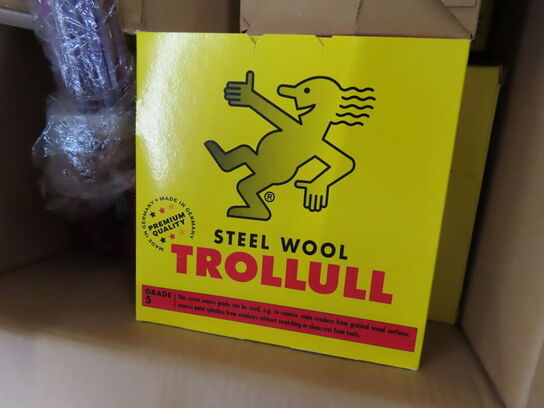 MADE IN GERMANY • MADE IN GERMANY
PREMIUM
QUALITY
®
STEEL WOOL
TROLLULL
GRADE
5
This extra coarse grade can be used, e.g. to remove stain residues from grained wood surfaces,
remove paint splashes from windows without scratching or clean rust from tools.